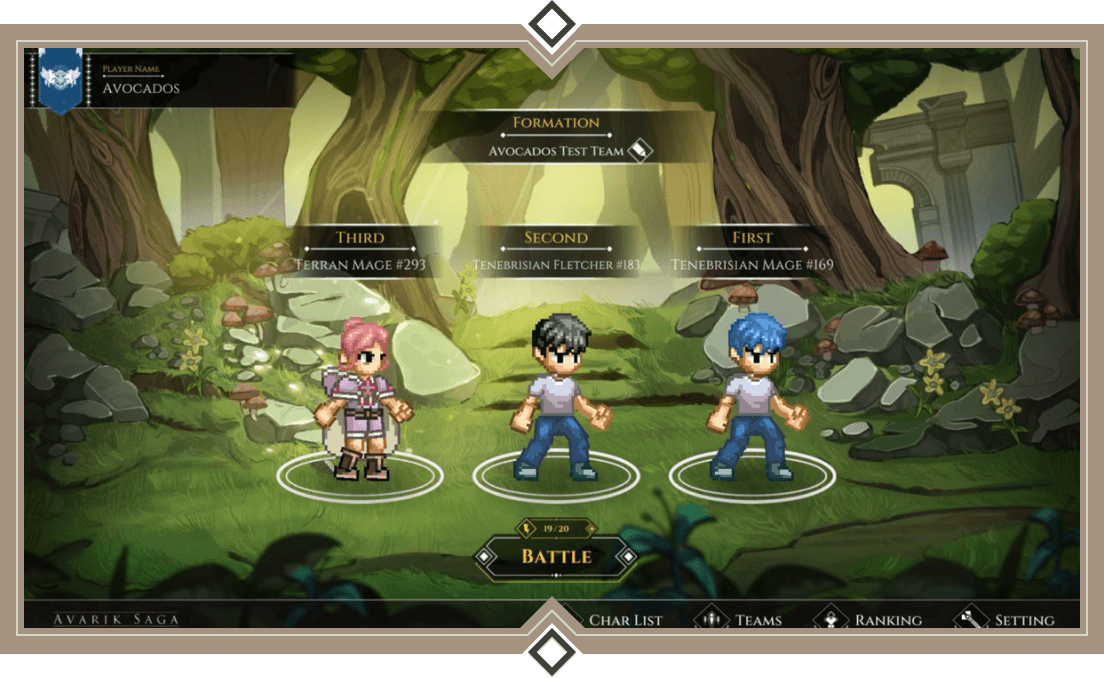 PLAYER NAME
AVOCADOS
FORMATION
AVOCADOS TEST TEAM
THIRD
TERRAN MAGE #293
SECOND
TENEBRISIAN FLETCHER #183
FIRST
TENEBRISIAN MAGE #169
19/20
BATTLE
AVARIK SAGA
CHAR LIST
TEAMS
RANKING
SETTING